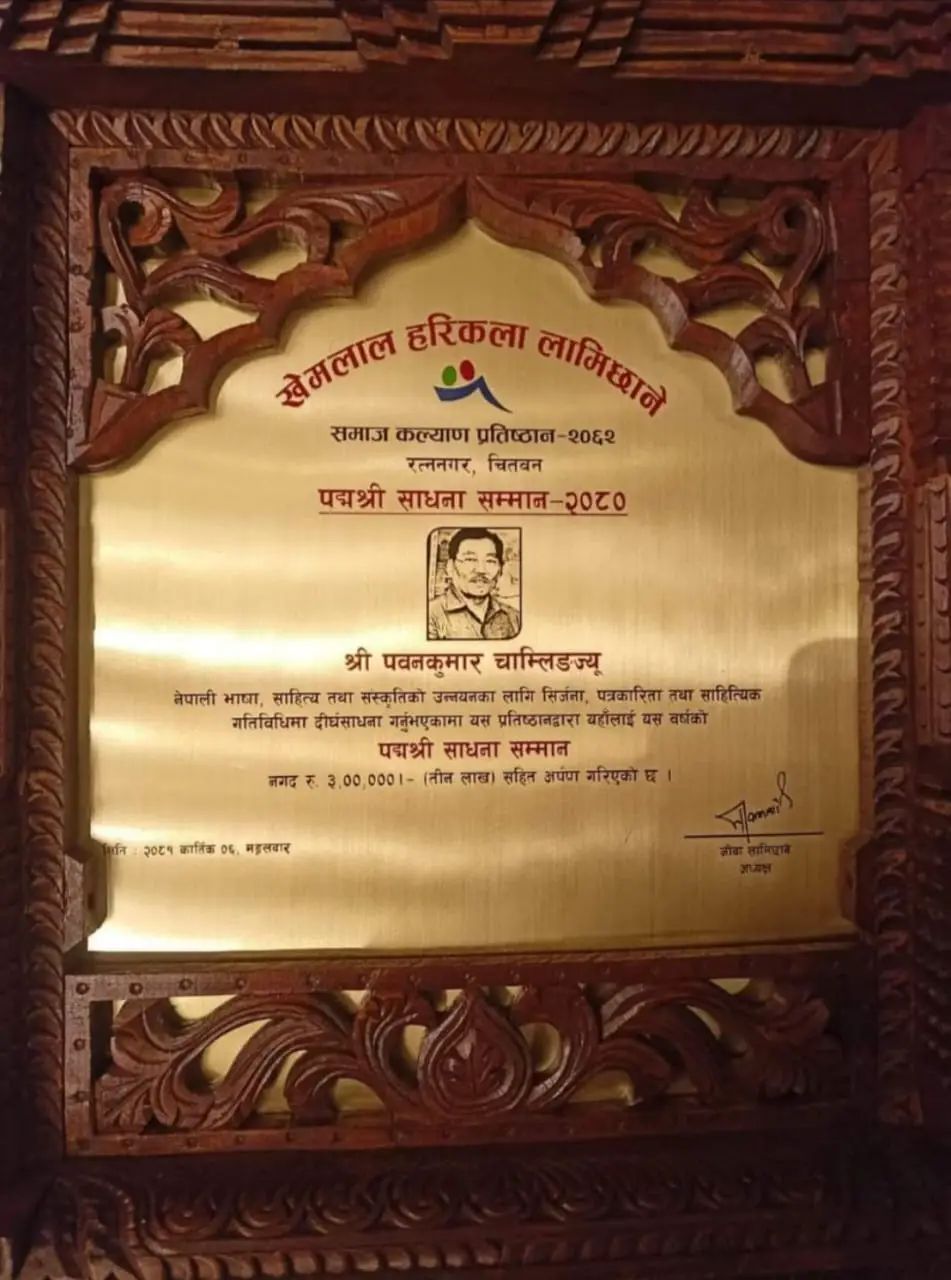 खेमलाल हरिकला लामिछाने
समाज कल्याण प्रतिष्ठान-२०६२
रत्ननगर, चितवन
पद्मश्री साधना सम्मान-२०८०
श्री पवनकुमार चाम्लिङज्यू
नेपाली भाषा, साहित्य तथा संस्कृतिको उन्नयनका लागि सिर्जना, पत्रकारिता तथा साहित्यिक
गतिविधिमा दीर्घसाधना गर्नुभएकामा यस प्रतिष्ठानद्वारा यहाँलाई यस वर्षको
पद्मश्री साधना सम्मान
नगद रु. ३,००,०००।- (तीन लाख) सहित अर्पण गरिएको छ ।
मिति : २०८१ कार्तिक ०६, मङ्गलवार
जीवा लामिछाने
अध्यक्ष